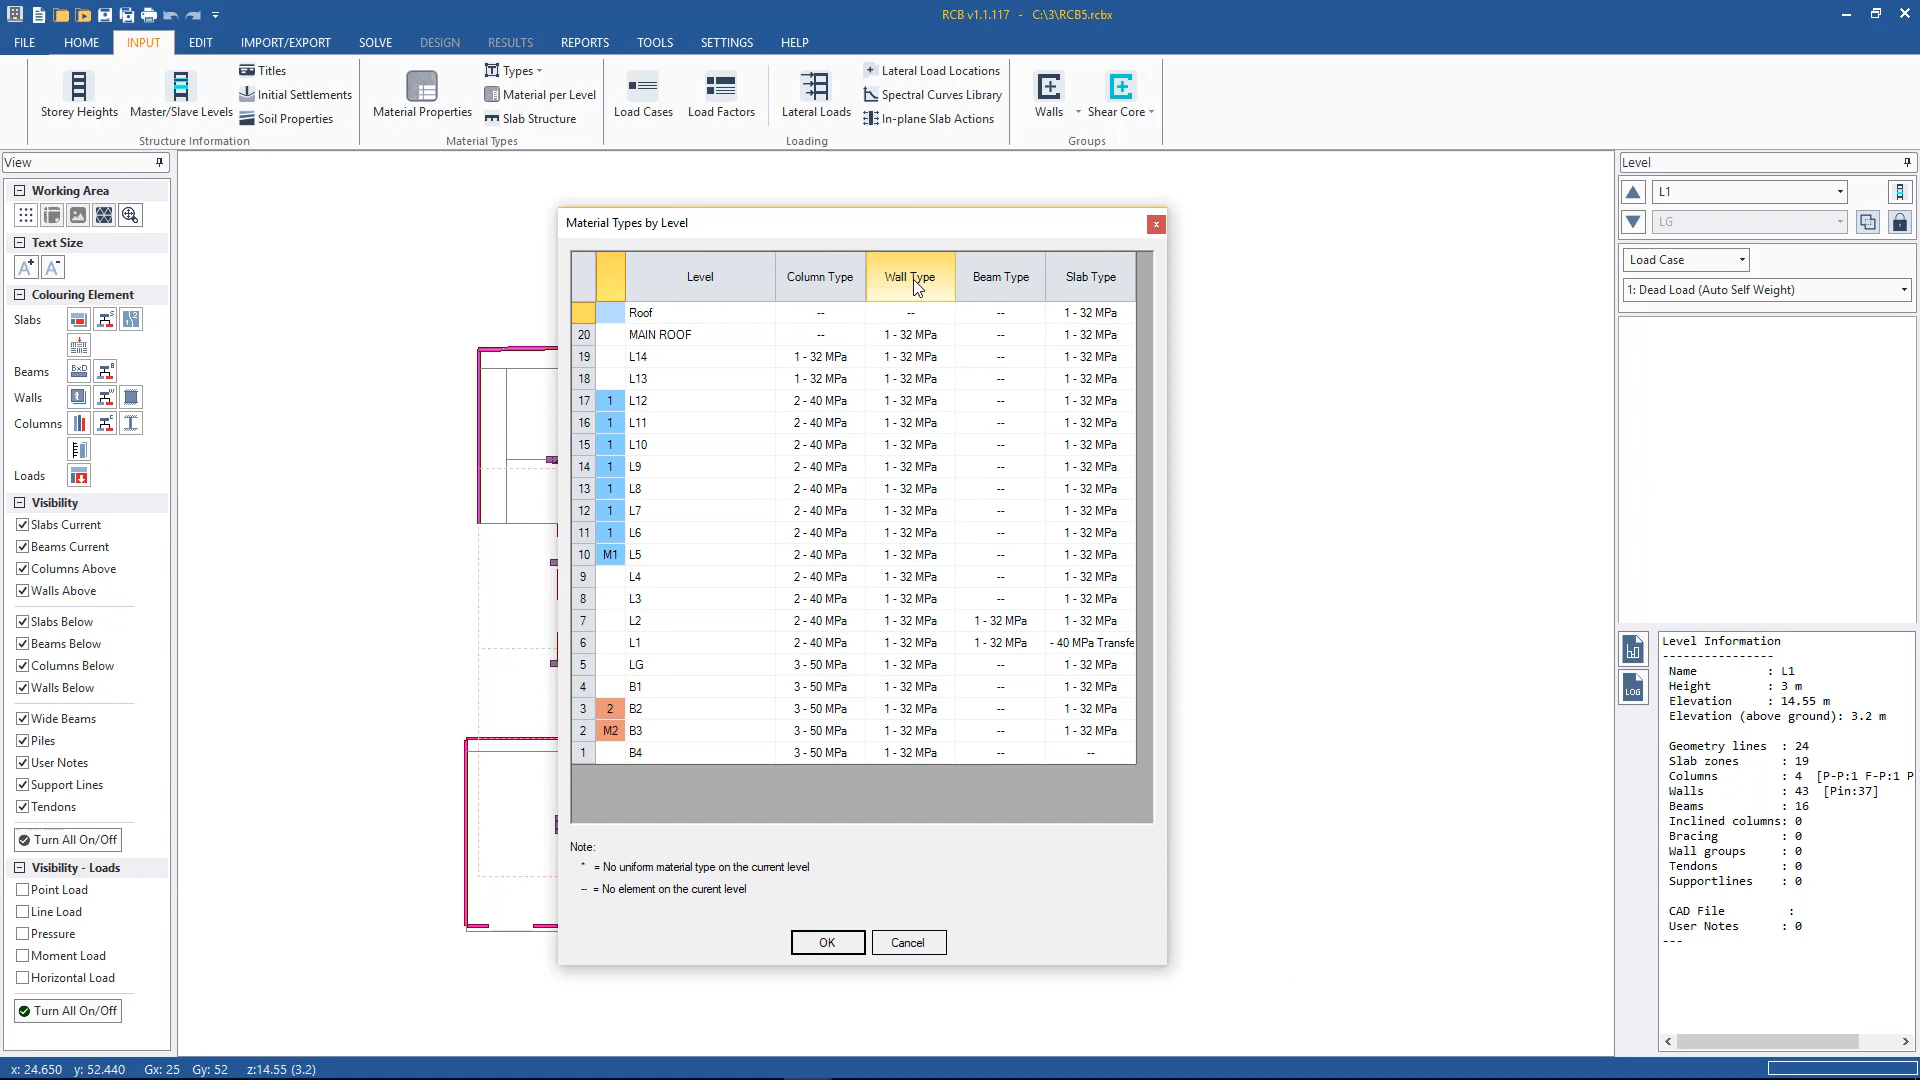 RCB v1.1.117 - C:\3\RCB5.rcbx
FILE HOME INPUT EDIT IMPORT/EXPORT SOLVE DESIGN RESULTS REPORTS TOOLS SETTINGS HELP
Storey Heights
Master/Slave Levels
Titles
Initial Settlements
Soil Properties
Structure Information
Material Properties
Types
Material per Level
Slab Structure
Material Types
Load Cases
Load Factors
Lateral Loads
Lateral Load Locations
Spectral Curves Library
In-plane Slab Actions
Loading
Walls
Shear Core
Groups
View
Working Area
Text Size
A+ A-
Colouring Element
Slabs
Beams
BxD
Walls
t
Columns
Loads
Visibility
Slabs Current
Beams Current
Columns Above
Walls Above
Slabs Below
Beams Below
Columns Below
Walls Below
Wide Beams
Piles
User Notes
Support Lines
Tendons
Turn All On/Off
Visibility - Loads
Point Load
Line Load
Pressure
Moment Load
Horizontal Load
Turn All On/Off
Material Types by Level
x
Level Column Type Wall Type Beam Type Slab Type
Roof -- -- -- 1 - 32 MPa
20 MAIN ROOF -- 1 - 32 MPa -- 1 - 32 MPa
19 L14 1 - 32 MPa 1 - 32 MPa -- 1 - 32 MPa
18 L13 1 - 32 MPa 1 - 32 MPa -- 1 - 32 MPa
17 1 L12 2 - 40 MPa 1 - 32 MPa -- 1 - 32 MPa
16 1 L11 2 - 40 MPa 1 - 32 MPa -- 1 - 32 MPa
15 1 L10 2 - 40 MPa 1 - 32 MPa -- 1 - 32 MPa
14 1 L9 2 - 40 MPa 1 - 32 MPa -- 1 - 32 MPa
13 1 L8 2 - 40 MPa 1 - 32 MPa -- 1 - 32 MPa
12 1 L7 2 - 40 MPa 1 - 32 MPa -- 1 - 32 MPa
11 1 L6 2 - 40 MPa 1 - 32 MPa -- 1 - 32 MPa
10 M1 L5 2 - 40 MPa 1 - 32 MPa -- 1 - 32 MPa
9 L4 2 - 40 MPa 1 - 32 MPa -- 1 - 32 MPa
8 L3 2 - 40 MPa 1 - 32 MPa -- 1 - 32 MPa
7 L2 2 - 40 MPa 1 - 32 MPa 1 - 32 MPa 1 - 32 MPa
6 L1 2 - 40 MPa 1 - 32 MPa 1 - 32 MPa - 40 MPa Transfe
5 LG 3 - 50 MPa 1 - 32 MPa -- 1 - 32 MPa
4 B1 3 - 50 MPa 1 - 32 MPa -- 1 - 32 MPa
3 2 B2 3 - 50 MPa 1 - 32 MPa -- 1 - 32 MPa
2 M2 B3 3 - 50 MPa 1 - 32 MPa -- 1 - 32 MPa
1 B4 3 - 50 MPa 1 - 32 MPa -- --
Note:
* = No uniform material type on the current level
-- = No element on the curent level
OK Cancel
Level
L1
LG
Load Case
1: Dead Load (Auto Self Weight)
LOG
Level Information
----------------
Name : L1
Height : 3 m
Elevation : 14.55 m
Elevation (above ground): 3.2 m
Geometry lines : 24
Slab zones : 19
Columns : 4 [P-P:1 F-P:1 P
Walls : 43 [Pin:37]
Beams : 16
Inclined columns: 0
Bracing : 0
Wall groups : 0
Tendons : 0
Supportlines : 0
CAD File :
User Notes : 0
---
x: 24.650 y: 52.440 Gx: 25 Gy: 52 z:14.55 (3.2)